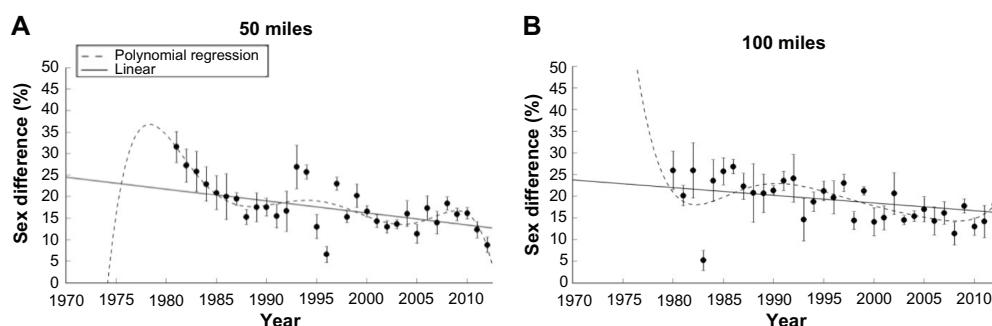 A
50 miles
Polynomial regression
Linear
Sex difference (%)
50
45
40
35
30
25
20
15
10
5
0
1970 1975 1980 1985 1990 1995 2000 2005 2010
Year
B
100 miles
Sex difference (%)
50
45
40
35
30
25
20
15
10
5
0
1970 1975 1980 1985 1990 1995 2000 2005 2010
Year